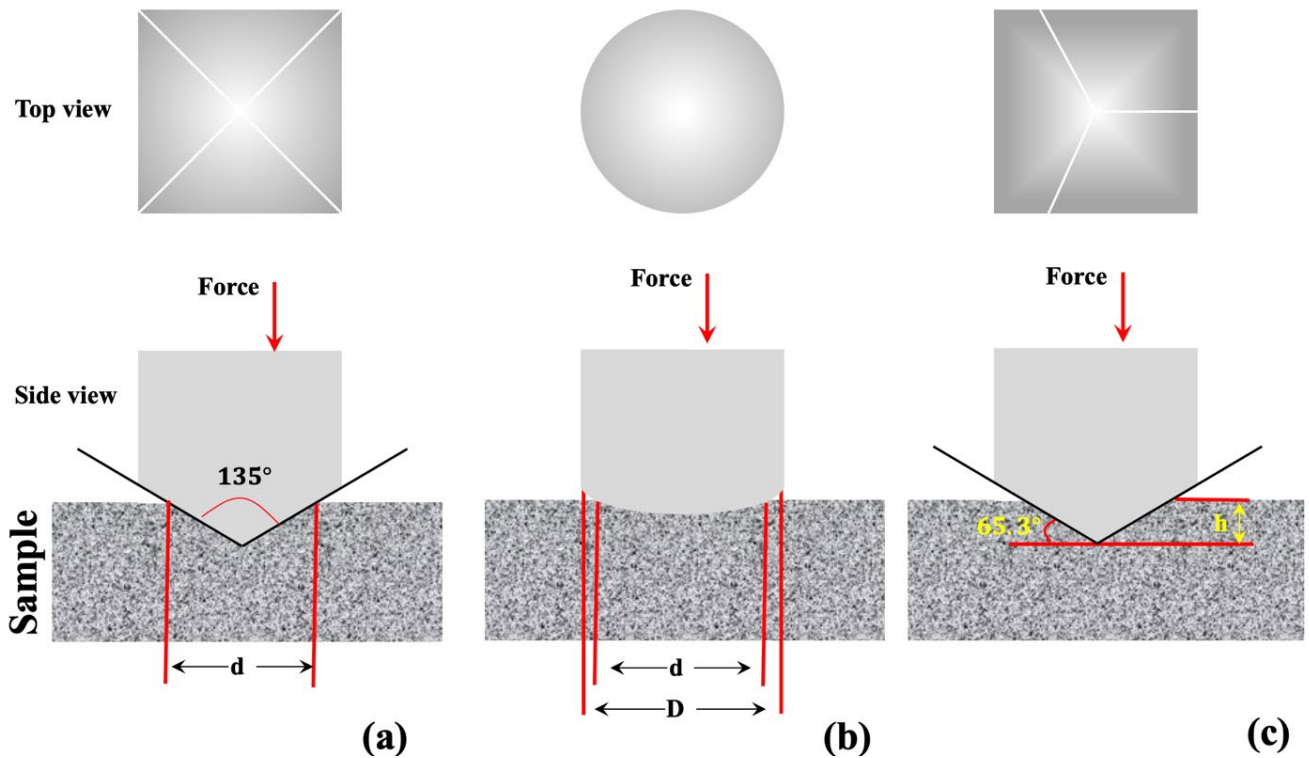 Top view
Force
Force
Force
Side view
135°
Sample
65.3°
h
d
d
D
(a)
(b)
(c)